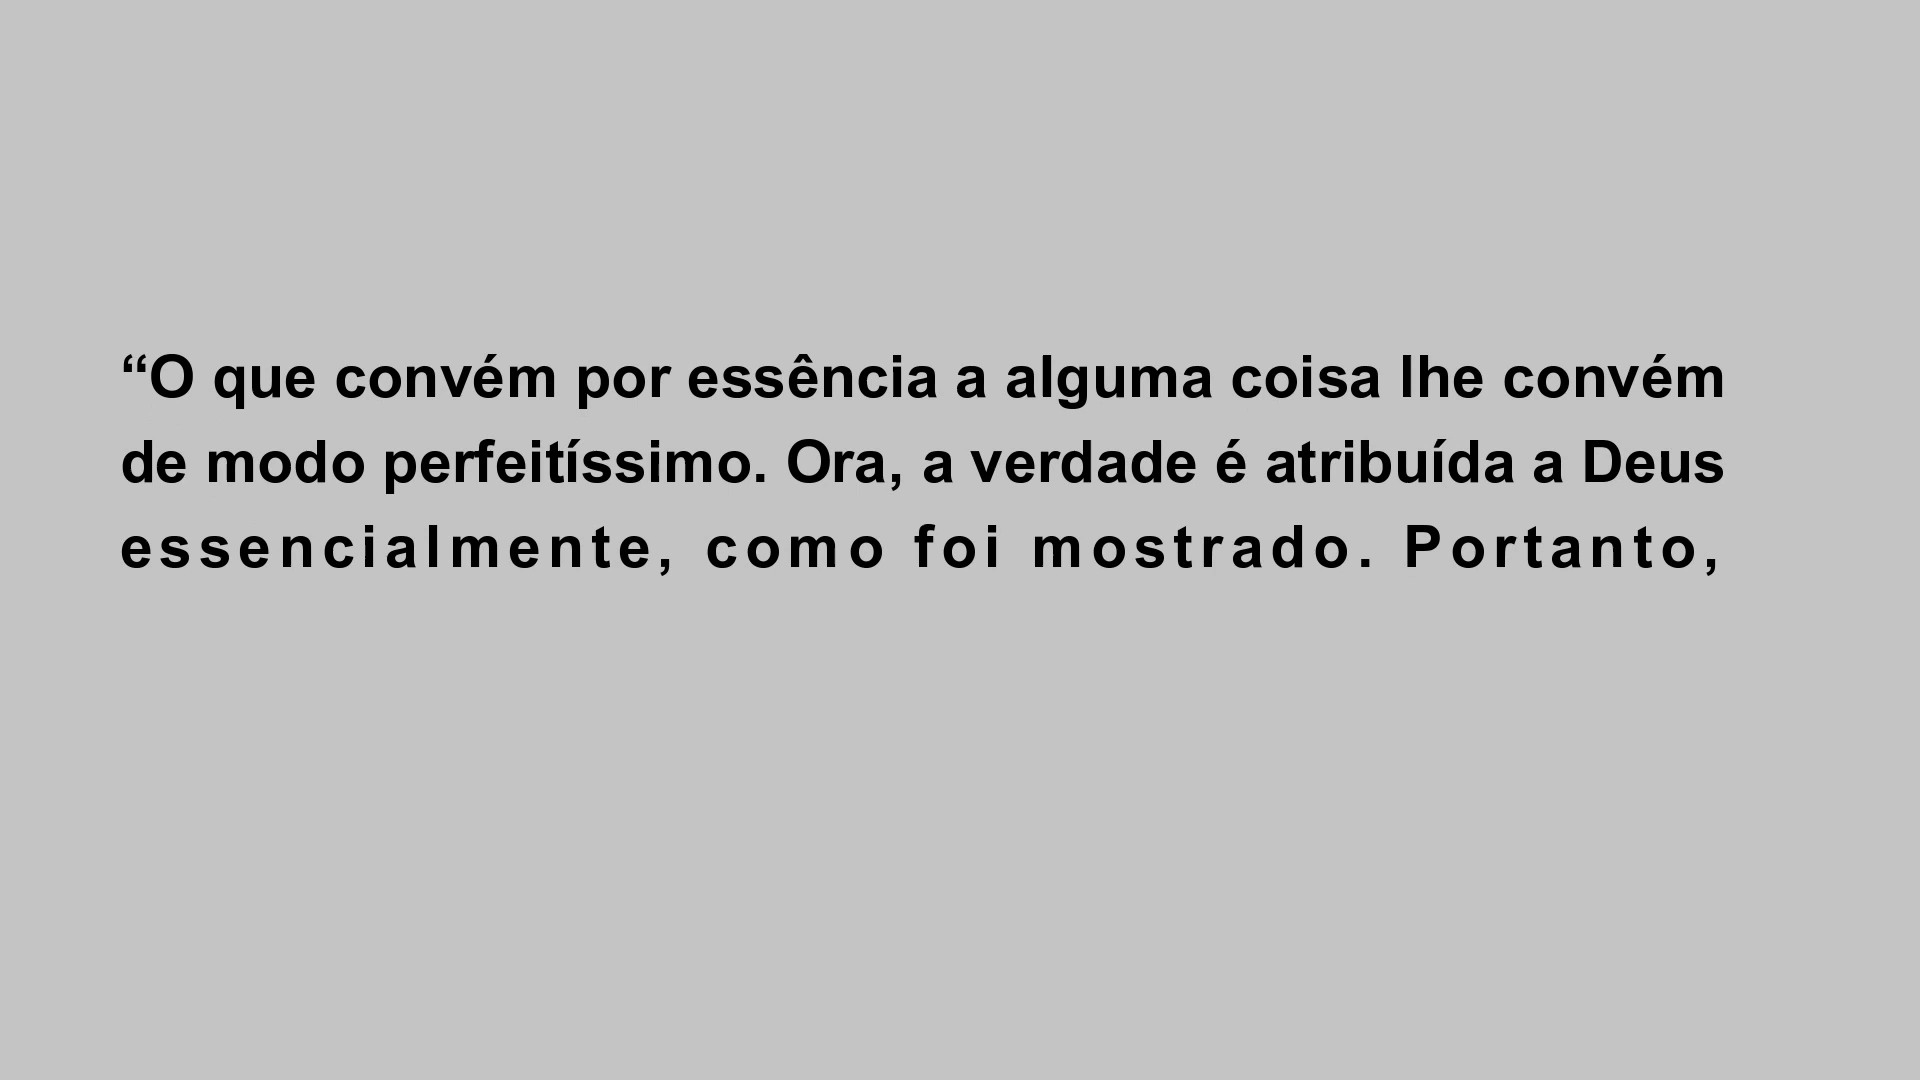 “O que convém por essência a alguma coisa lhe convém
de modo perfeitíssimo. Ora, a verdade é atribuída a Deus
essencialmente, como foi mostrado. Portanto,